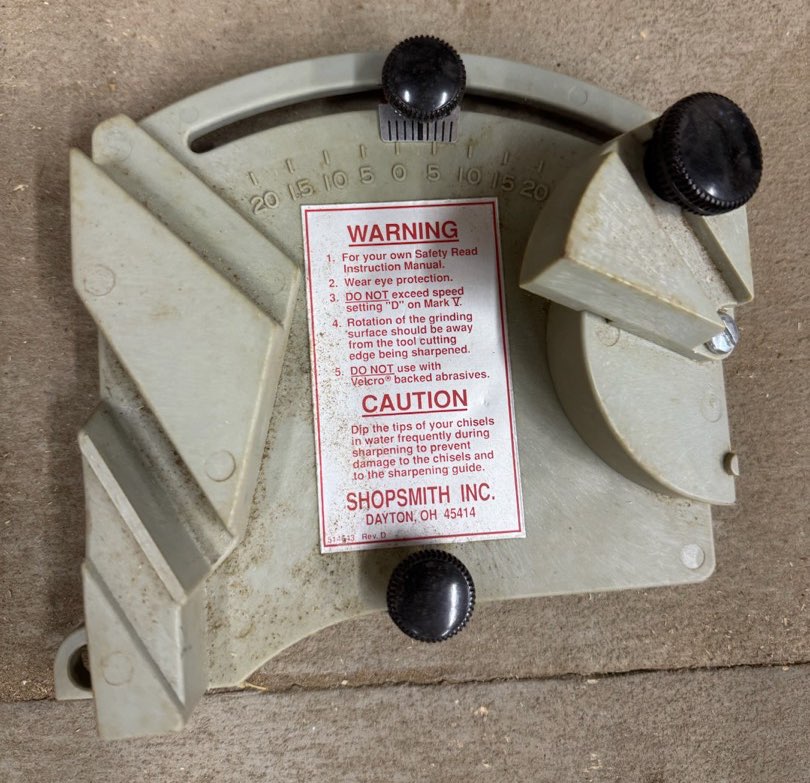 20 15 10 5 0 5 10 15 20
WARNING
1. For your own Safety Read
Instruction Manual.
2. Wear eye protection.
3. DO NOT exceed speed
setting "D" on Mark V.
4. Rotation of the grinding
surface should be away
from the tool cutting
edge being sharpened.
5. DO NOT use with
Velcro® backed abrasives.
CAUTION
Dip the tips of your chisels
in water frequently during
sharpening to prevent
damage to the chisels and
to the sharpening guide.
SHOPSMITH INC.
DAYTON, OH 45414
Rev. D